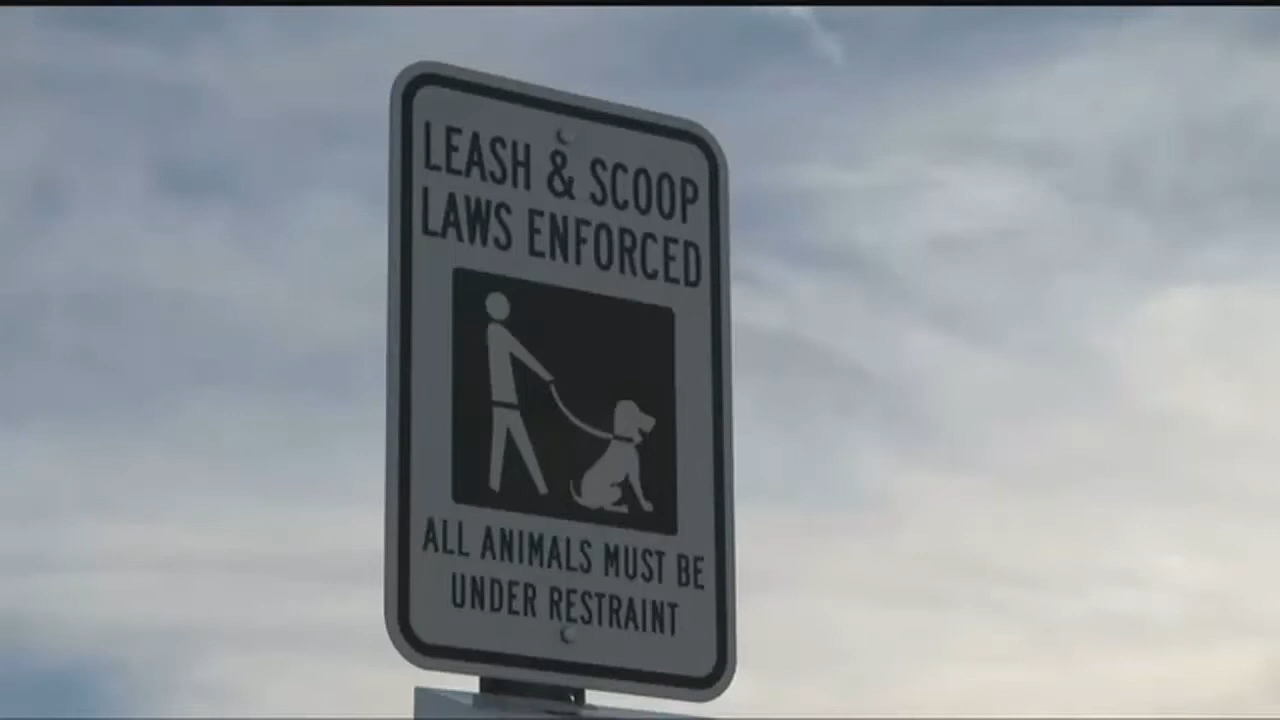 LEASH & SCOOP
LAWS ENFORCED
ALL ANIMALS MUST BE
UNDER RESTRAINT